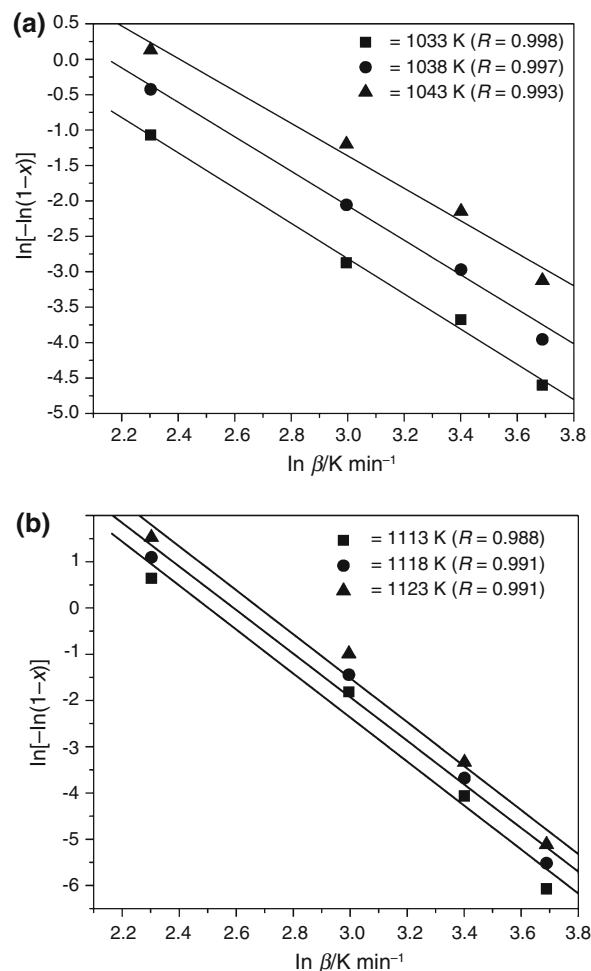 (a)
0.5
0.0
-0.5
-1.0
-1.5
-2.0
-2.5
-3.0
-3.5
-4.0
-4.5
-5.0
ln[–ln(1–x)]
= 1033 K (R = 0.998)
= 1038 K (R = 0.997)
= 1043 K (R = 0.993)
2.2 2.4 2.6 2.8 3.0 3.2 3.4 3.6 3.8
ln β/K min⁻¹
(b)
1
0
-1
-2
-3
-4
-5
-6
ln[–ln(1–x)]
= 1113 K (R = 0.988)
= 1118 K (R = 0.991)
= 1123 K (R = 0.991)
2.2 2.4 2.6 2.8 3.0 3.2 3.4 3.6 3.8
ln β/K min⁻¹